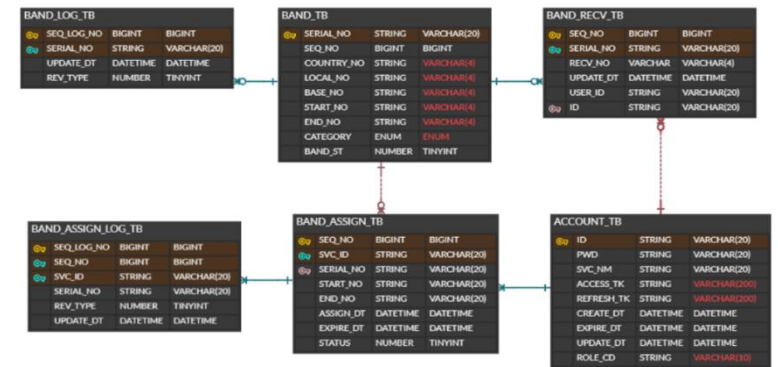 BAND_LOG_TB
SEQ_LOG_NO BIGINT BIGINT
SERIAL_NO STRING VARCHAR(20)
UPDATE_DT DATETIME DATETIME
REV_TYPE NUMBER TINYINT
BAND_TB
SERIAL_NO STRING VARCHAR(20)
SEQ_NO BIGINT BIGINT
COUNTRY_NO STRING VARCHAR(4)
LOCAL_NO STRING VARCHAR(4)
BASE_NO STRING VARCHAR(4)
START_NO STRING VARCHAR(4)
END_NO STRING VARCHAR(4)
CATEGORY ENUM ENUM
BAND_ST NUMBER TINYINT
BAND_RECV_TB
SEQ_NO BIGINT BIGINT
SERIAL_NO STRING VARCHAR(20)
RECV_NO VARCHAR VARCHAR(4)
UPDATE_DT DATETIME DATETIME
USER_ID STRING VARCHAR(20)
ID STRING VARCHAR(20)
BAND_ASSIGN_LOG_TB
SEQ_LOG_NO BIGINT BIGINT
SEQ_NO BIGINT BIGINT
SVC_ID STRING VARCHAR(20)
SERIAL_NO STRING VARCHAR(20)
REV_TYPE NUMBER TINYINT
UPDATE_DT DATETIME DATETIME
BAND_ASSIGN_TB
SEQ_NO BIGINT BIGINT
SVC_ID STRING VARCHAR(20)
SERIAL_NO STRING VARCHAR(20)
START_NO STRING VARCHAR(20)
END_NO STRING VARCHAR(20)
ASSIGN_DT DATETIME DATETIME
EXPIRE_DT DATETIME DATETIME
STATUS NUMBER TINYINT
ACCOUNT_TB
ID STRING VARCHAR(20)
PWD STRING VARCHAR(20)
SVC_NM STRING VARCHAR(20)
ACCESS_TK STRING VARCHAR(200)
REFRESH_TK STRING VARCHAR(200)
CREATE_DT DATETIME DATETIME
EXPIRE_DT DATETIME DATETIME
UPDATE_DT DATETIME DATETIME
ROLE_CD STRING VARCHAR(10)